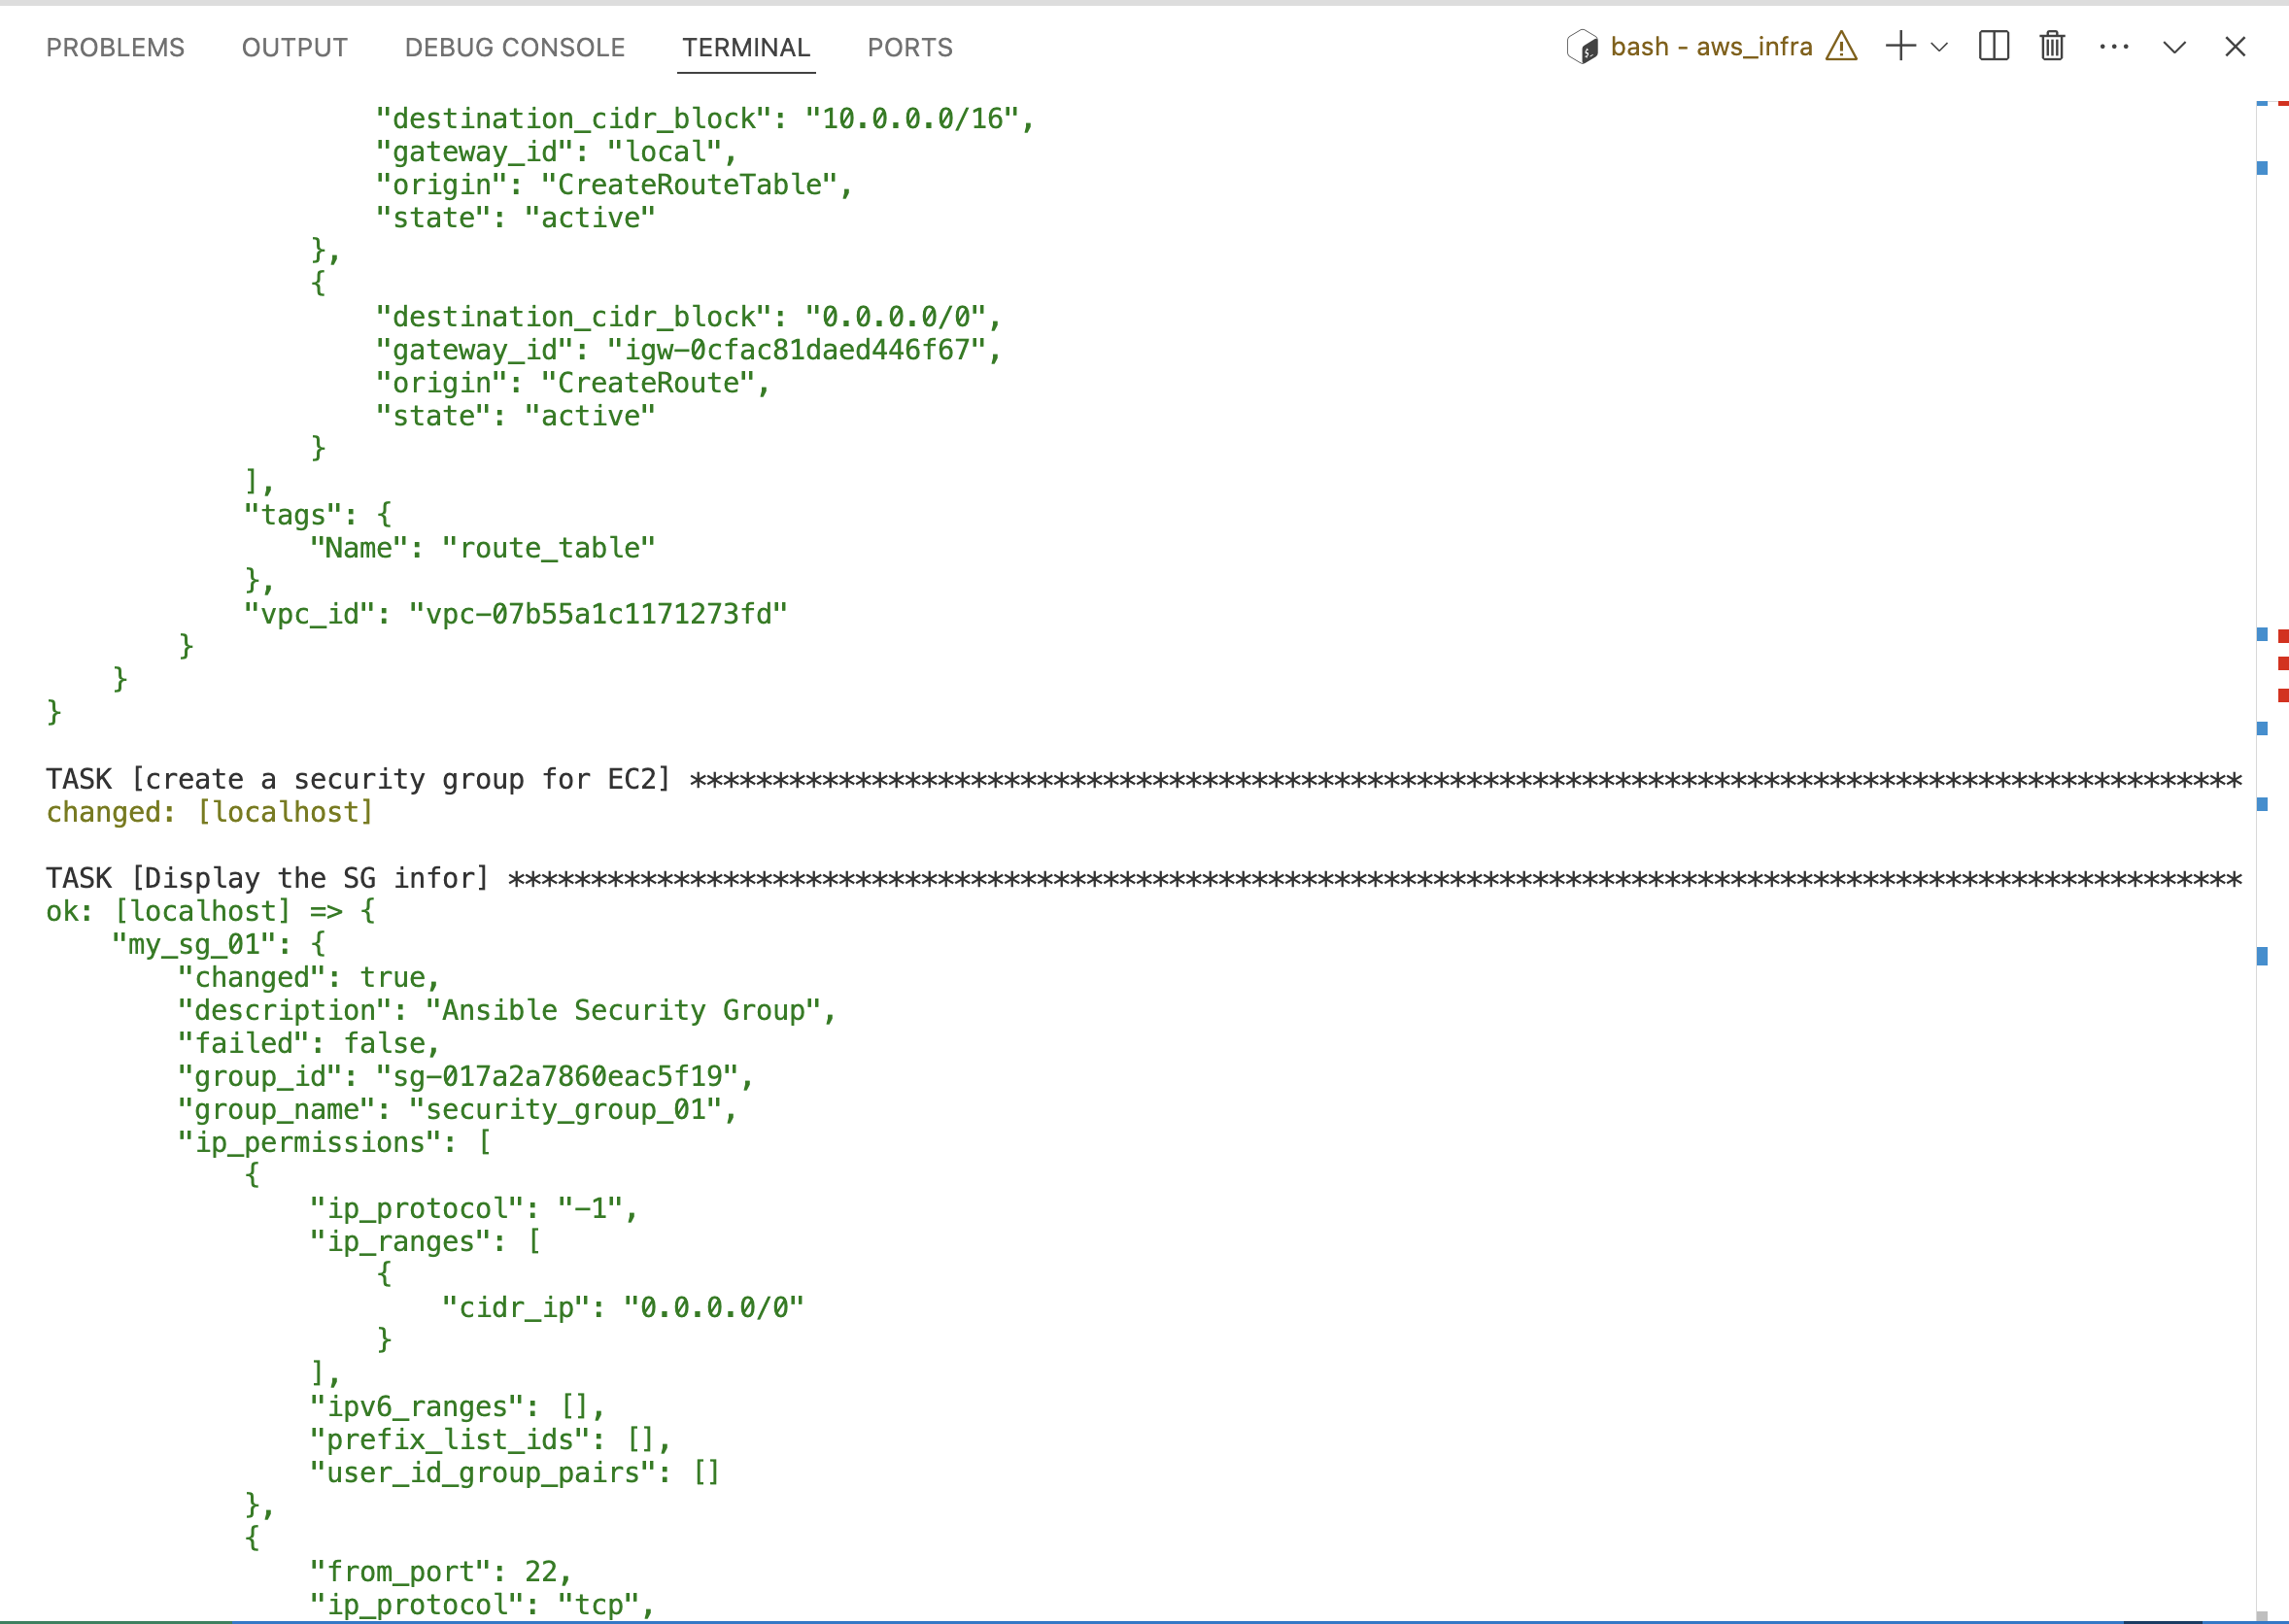 PROBLEMS OUTPUT DEBUG CONSOLE TERMINAL PORTS bash - aws_infra
"destination_cidr_block": "10.0.0.0/16",
"gateway_id": "local",
"origin": "CreateRouteTable",
"state": "active"
},
{
"destination_cidr_block": "0.0.0.0/0",
"gateway_id": "igw-0cfac81daed446f67",
"origin": "CreateRoute",
"state": "active"
}
],
"tags": {
"Name": "route_table"
},
"vpc_id": "vpc-07b55a1c1171273fd"
}
}
}
TASK [create a security group for EC2] **********************************************************************************************
changed: [localhost]
TASK [Display the SG infor] *********************************************************************************************************
ok: [localhost] => {
"my_sg_01": {
"changed": true,
"description": "Ansible Security Group",
"failed": false,
"group_id": "sg-017a2a7860eac5f19",
"group_name": "security_group_01",
"ip_permissions": [
{
"ip_protocol": "-1",
"ip_ranges": [
{
"cidr_ip": "0.0.0.0/0"
}
],
"ipv6_ranges": [],
"prefix_list_ids": [],
"user_id_group_pairs": []
},
{
"from_port": 22,
"ip_protocol": "tcp",